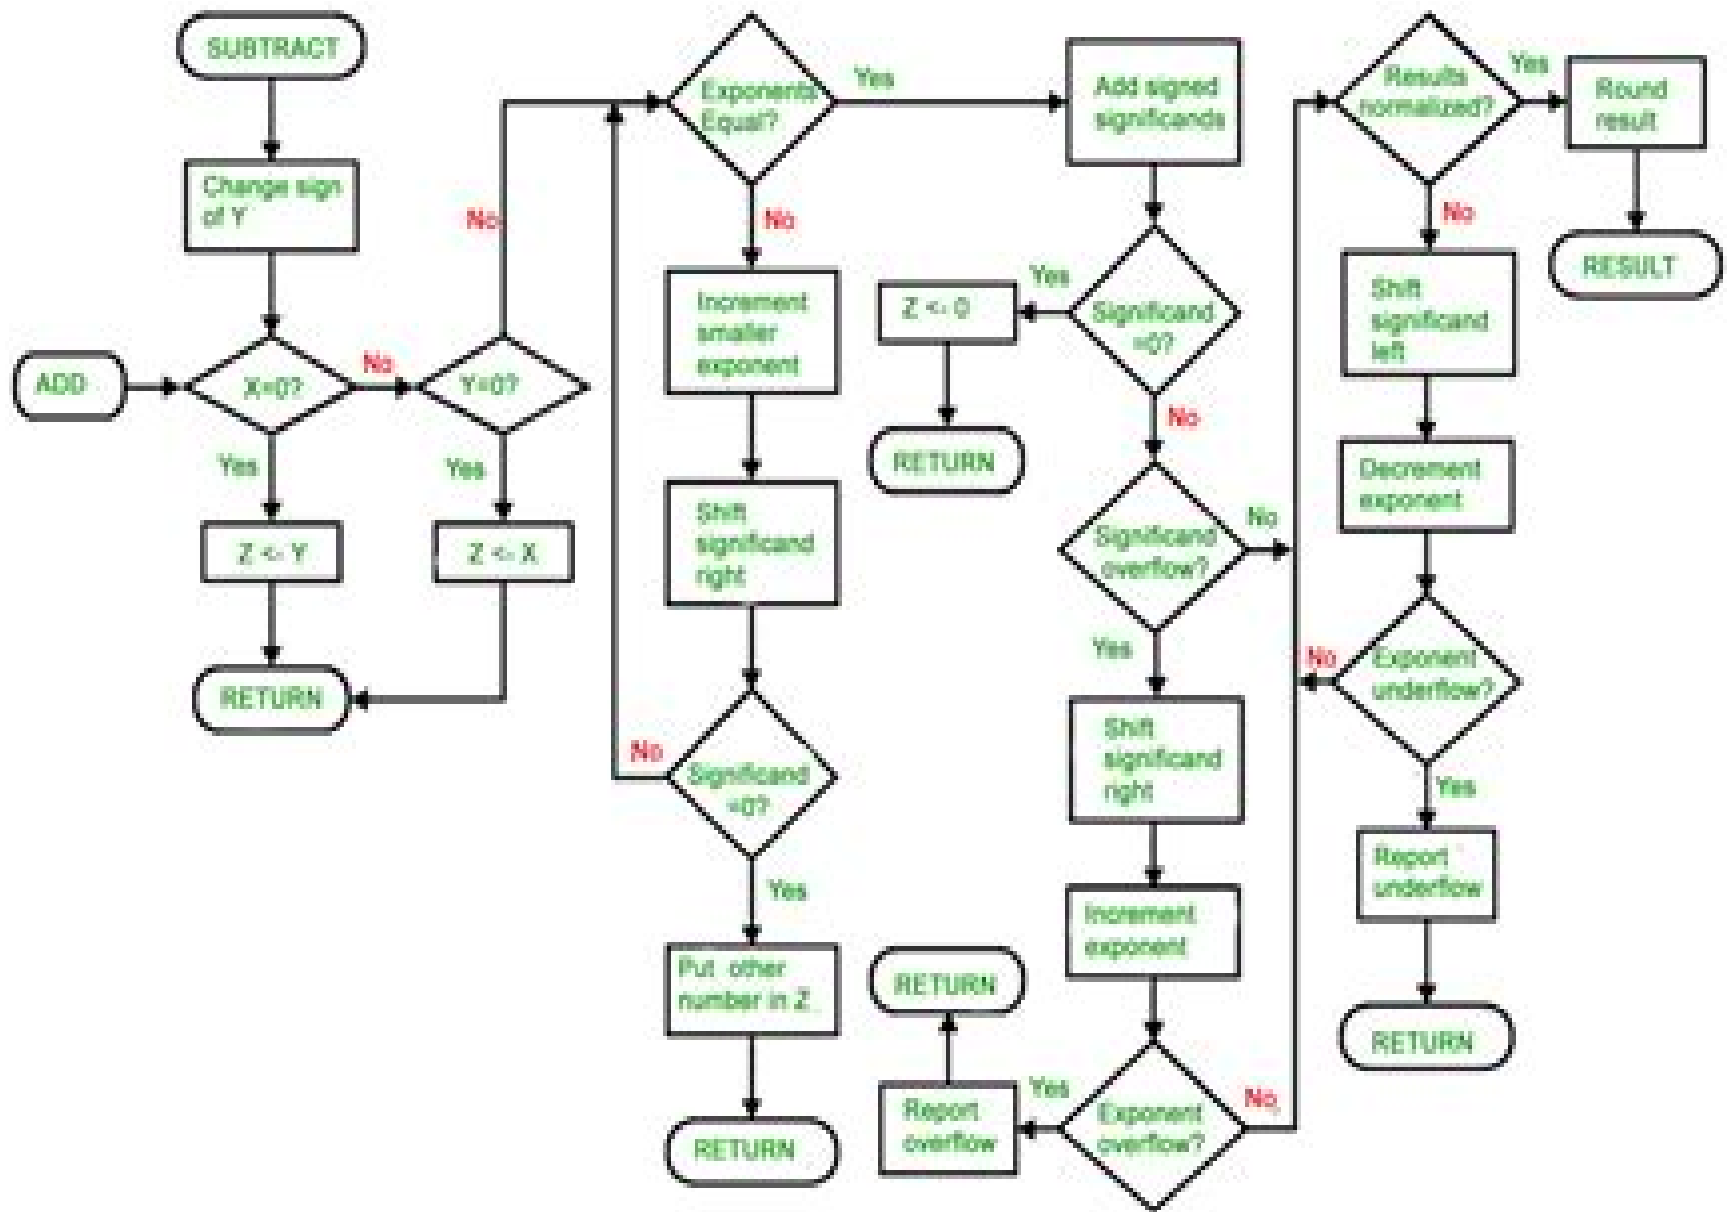 SUBTRACT
Change sign
of Y
ADD
X=0?
No
Y=0?
No
Yes
Yes
Z <- Y
Z <- X
RETURN
Exponents
Equal?
Yes
No
Increment
smaller
exponent
Shift
significand
right
Significand
=0?
No
Yes
Put other
number in Z
RETURN
Add signed
significands
Significand
=0?
Yes
Z <- 0
RETURN
No
Significand
overflow?
No
Yes
Shift
significand
right
Increment
exponent
Exponent
overflow?
Yes
Report
overflow
RETURN
No
Results
normalized?
Yes
Round
result
RESULT
No
Shift
significand
left
Decrement
exponent
Exponent
underflow?
No
Yes
Report
underflow
RETURN